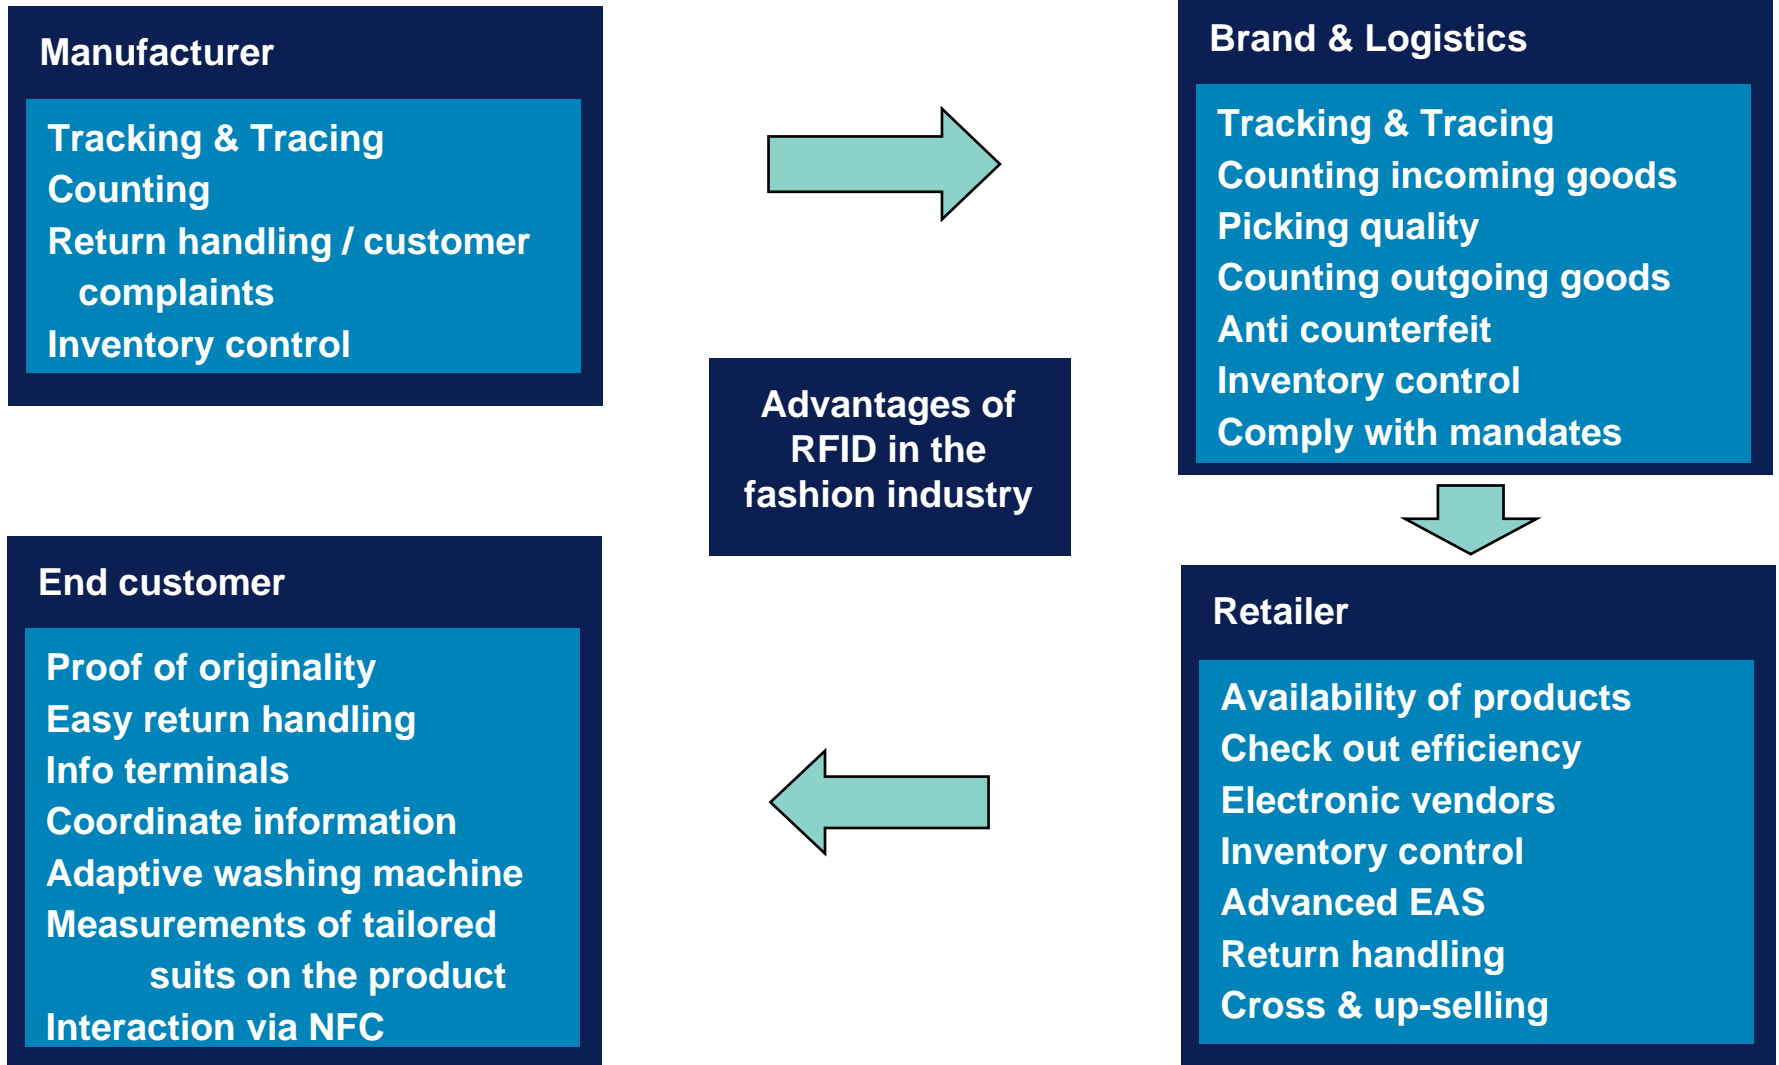 Manufacturer
Tracking & Tracing
Counting
Return handling / customer
complaints
Inventory control
Brand & Logistics
Tracking & Tracing
Counting incoming goods
Picking quality
Counting outgoing goods
Anti counterfeit
Inventory control
Comply with mandates
Advantages of
RFID in the
fashion industry
End customer
Proof of originality
Easy return handling
Info terminals
Coordinate information
Adaptive washing machine
Measurements of tailored
suits on the product
Interaction via NFC
Retailer
Availability of products
Check out efficiency
Electronic vendors
Inventory control
Advanced EAS
Return handling
Cross & up-selling